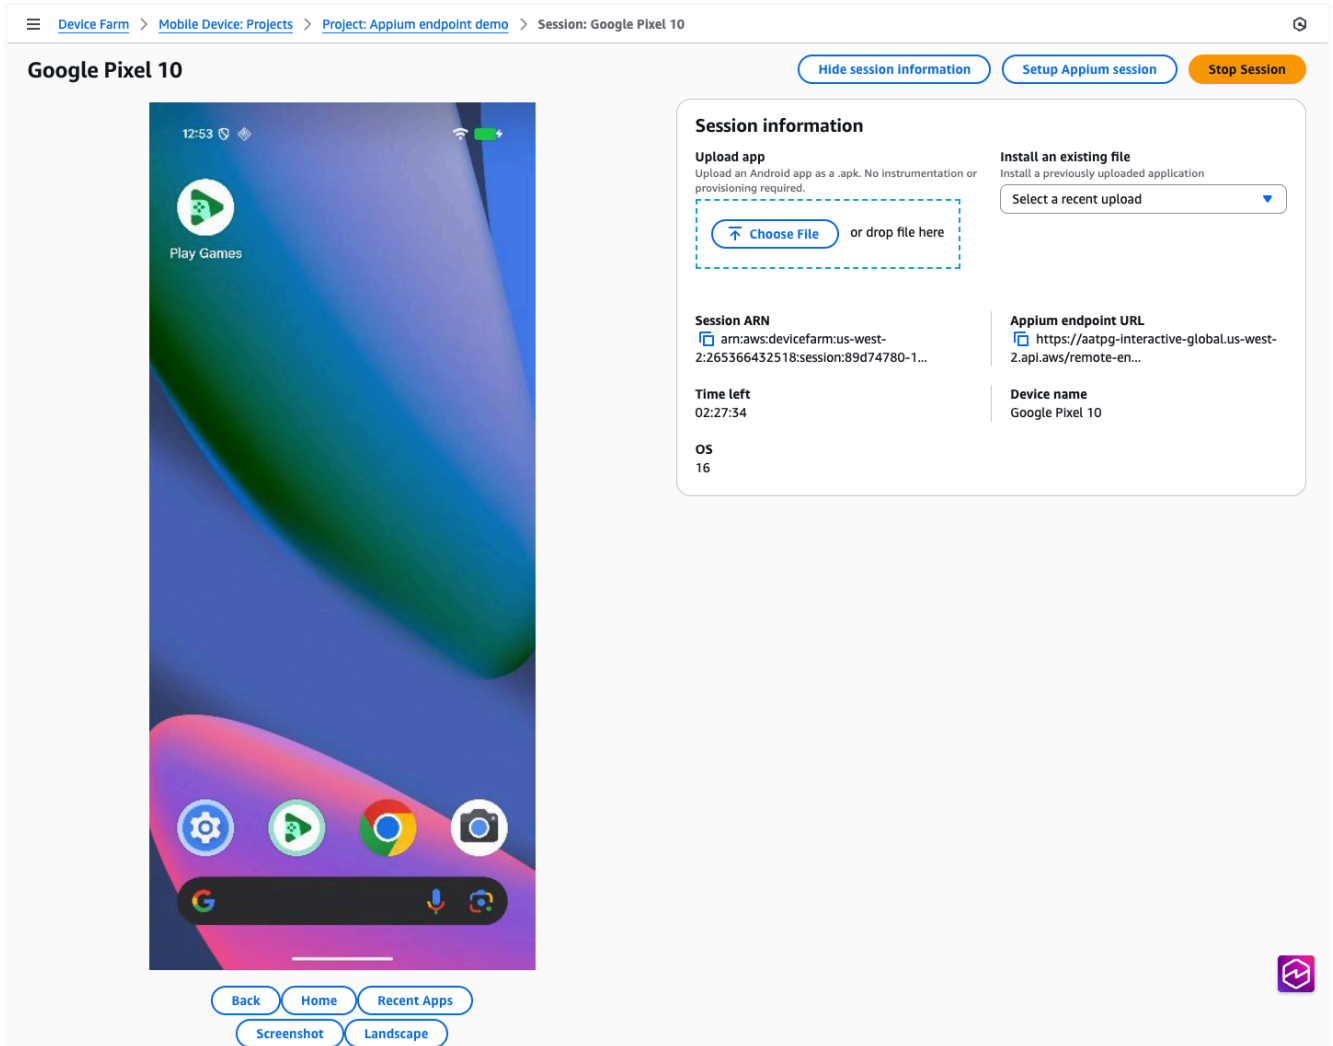 Device Farm > Mobile Device: Projects > Project: Appium endpoint demo > Session: Google Pixel 10
Google Pixel 10
Hide session information
Setup Appium session
Stop Session
12:53
Play Games
Session information
Upload app
Upload an Android app as a .apk. No instrumentation or
provisioning required.
Choose File
or drop file here
Install an existing file
Install a previously uploaded application
Select a recent upload
Session ARN
arn:aws:devicefarm:us-west-
2:265366432518:session:89d74780-1...
Appium endpoint URL
https://aatpg-interactive-global.us-west-
2.api.aws/remote-en...
Time left
02:27:34
Device name
Google Pixel 10
OS
16
Back
Home
Recent Apps
Screenshot
Landscape